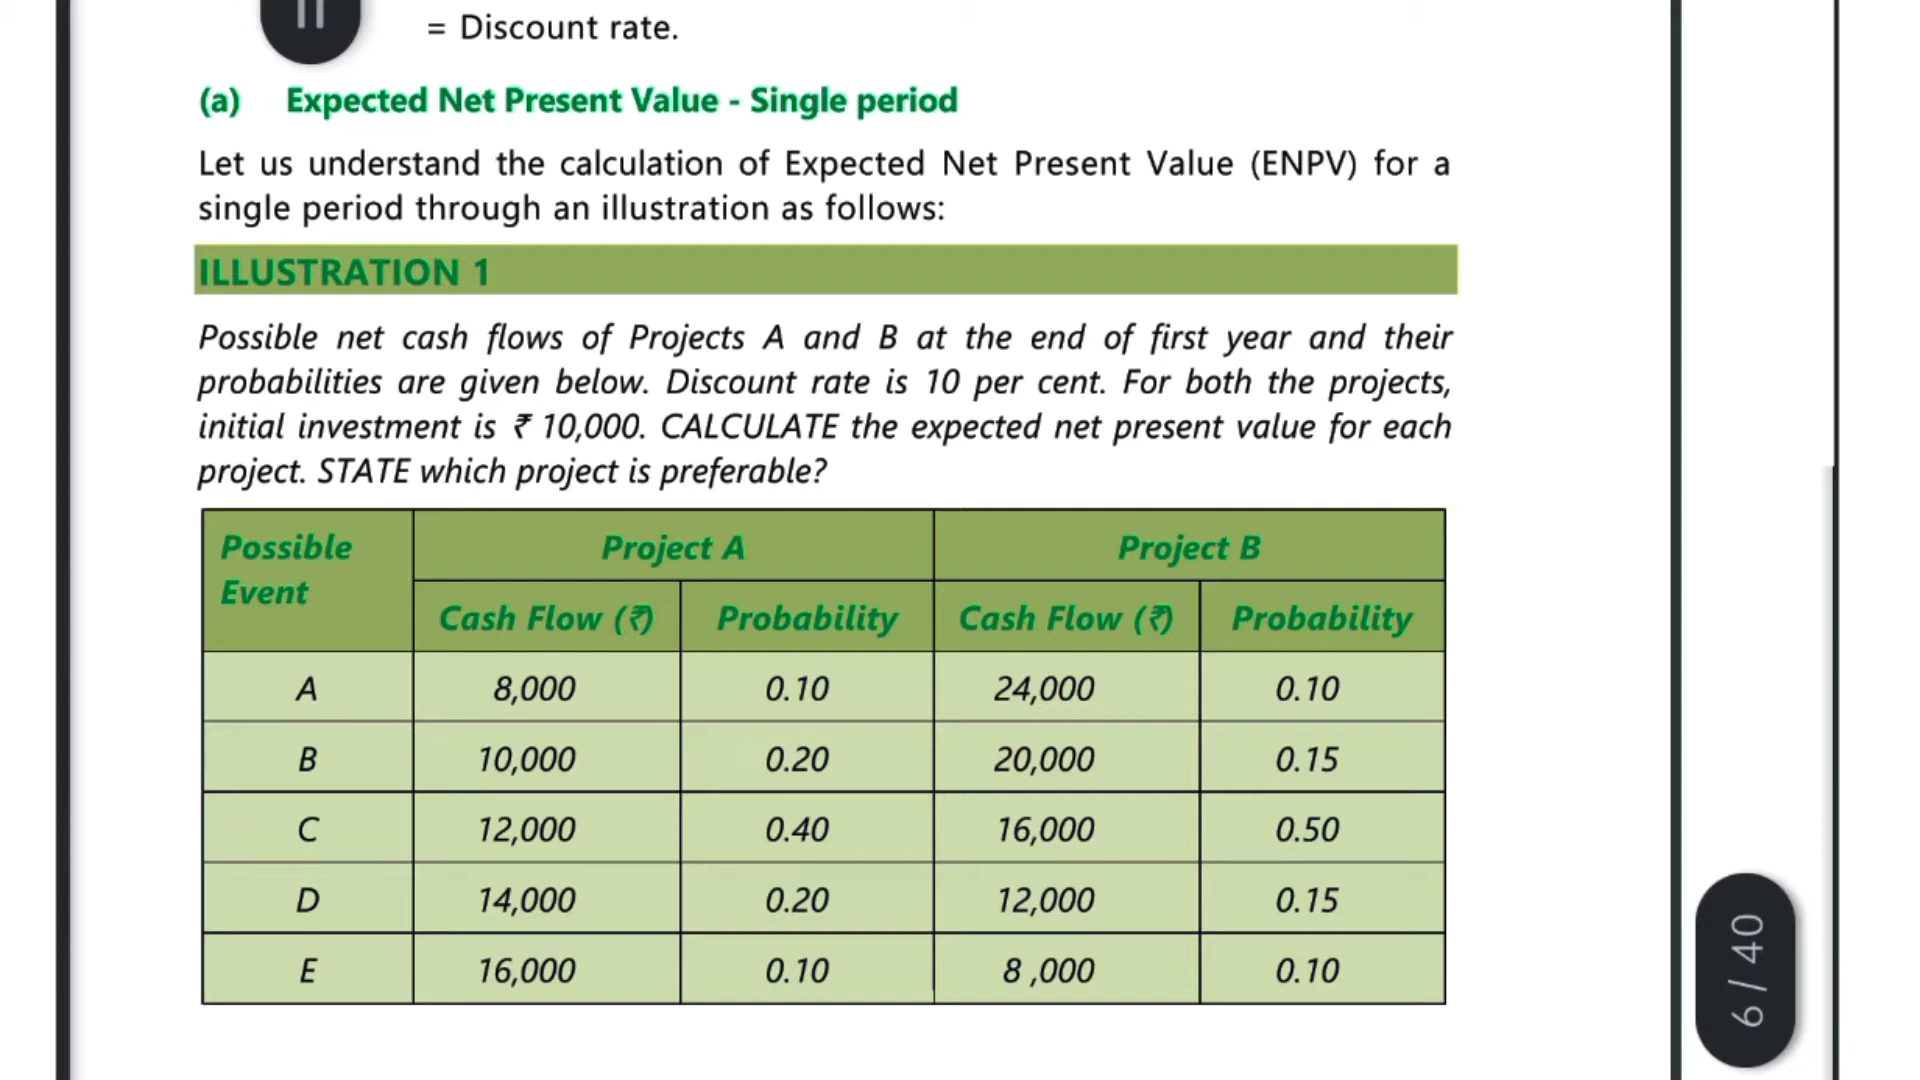 = Discount rate.
(a) Expected Net Present Value - Single period
Let us understand the calculation of Expected Net Present Value (ENPV) for a
single period through an illustration as follows:
ILLUSTRATION 1
Possible net cash flows of Projects A and B at the end of first year and their
probabilities are given below. Discount rate is 10 per cent. For both the projects,
initial investment is ₹ 10,000. CALCULATE the expected net present value for each
project. STATE which project is preferable?
Possible Event Project A Project B
Cash Flow (₹) Probability Cash Flow (₹) Probability
A 8,000 0.10 24,000 0.10
B 10,000 0.20 20,000 0.15
C 12,000 0.40 16,000 0.50
D 14,000 0.20 12,000 0.15
E 16,000 0.10 8 ,000 0.10
6 / 40